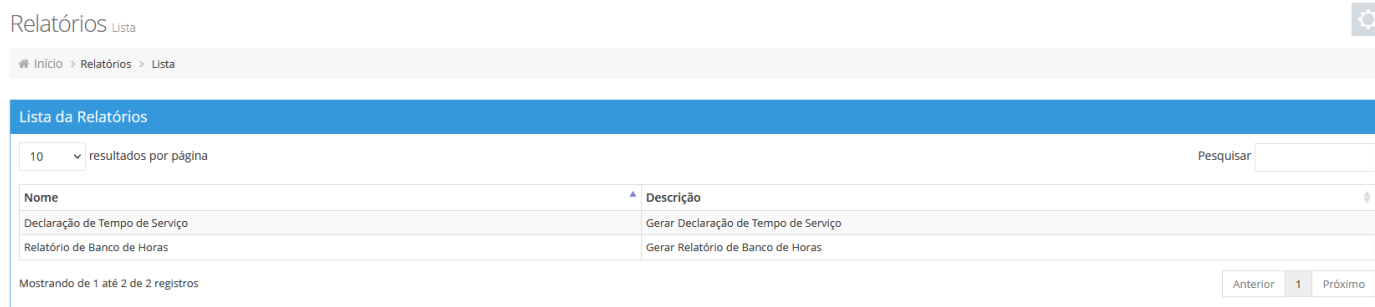 Relatórios Lista
Início > Relatórios > Lista
Lista da Relatórios
10 resultados por página Pesquisar
Nome Descrição
Declaração de Tempo de Serviço Gerar Declaração de Tempo de Serviço
Relatório de Banco de Horas Gerar Relatório de Banco de Horas
Mostrando de 1 até 2 de 2 registros Anterior 1 Próximo